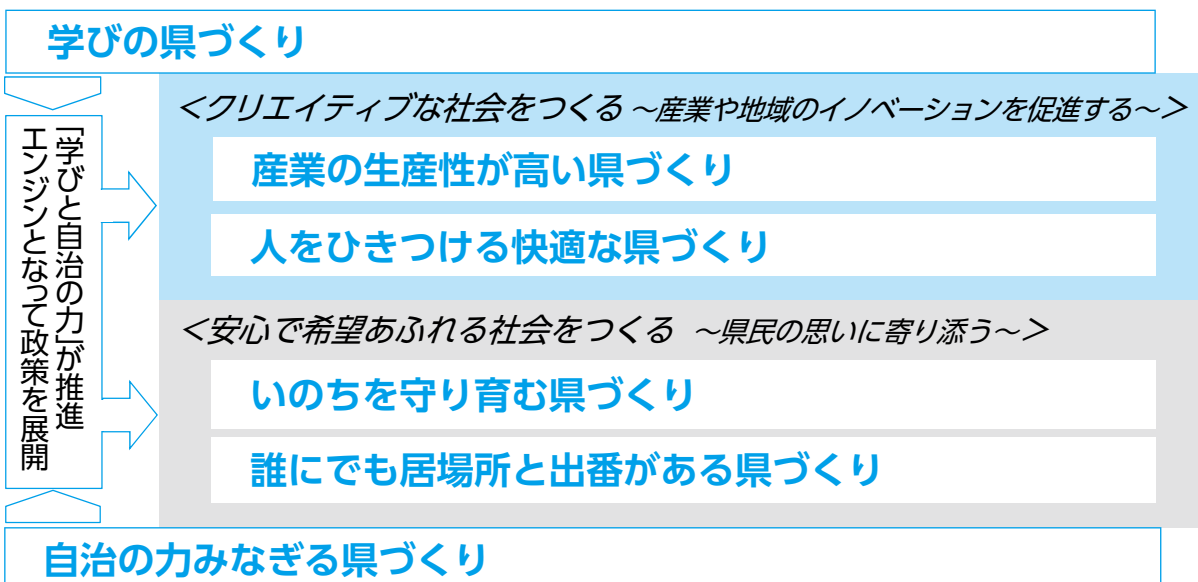 学びの県づくり
「学びと自治の力」が推進
エンジンとなって政策を展開
＜クリエイティブな社会をつくる ～産業や地域のイノベーションを促進する～＞
産業の生産性が高い県づくり
人をひきつける快適な県づくり
＜安心で希望あふれる社会をつくる ～県民の思いに寄り添う～＞
いのちを守り育む県づくり
誰にでも居場所と出番がある県づくり
自治の力みなぎる県づくり